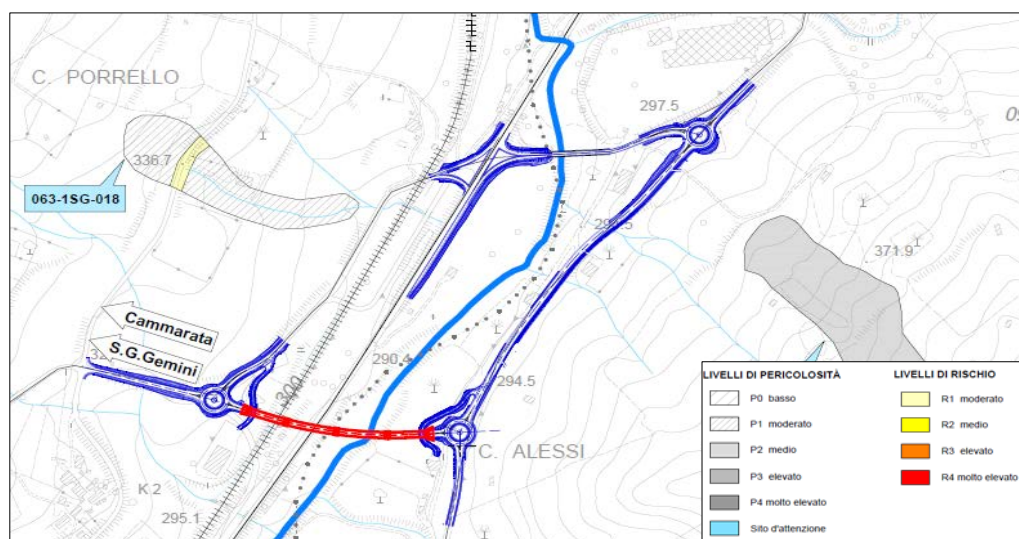 C. PORRELLO
297.5
336.7
063-1SG-018
371.9
Cammarata
S.G.Gemini
300
290.4
294.5
C. ALESSI
K 2
295.1
LIVELLI DI PERICOLOSITÀ
P0 basso
P1 moderato
P2 medio
P3 elevato
P4 molto elevato
Sito d'attenzione
LIVELLI DI RISCHIO
R1 moderato
R2 medio
R3 elevato
R4 molto elevato